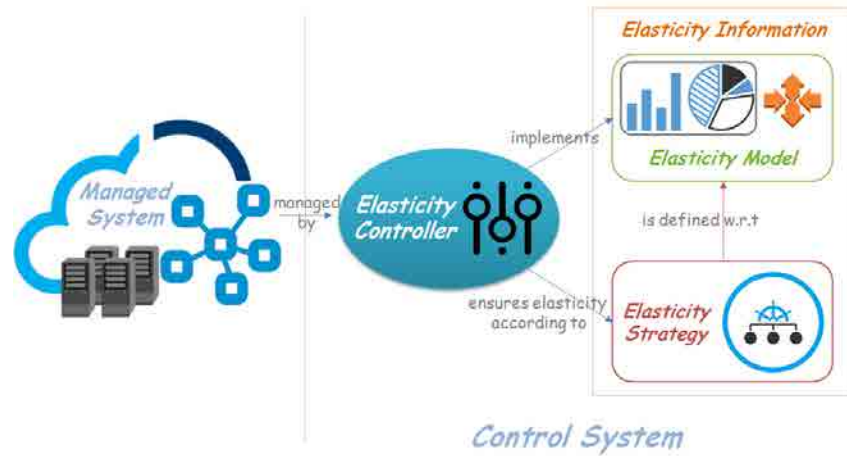 Elasticity Information
Elasticity Model
implements
Managed
System
managed
by
Elasticity
Controller
is defined w.r.t
ensures elasticity
according to
Elasticity
Strategy
Control System